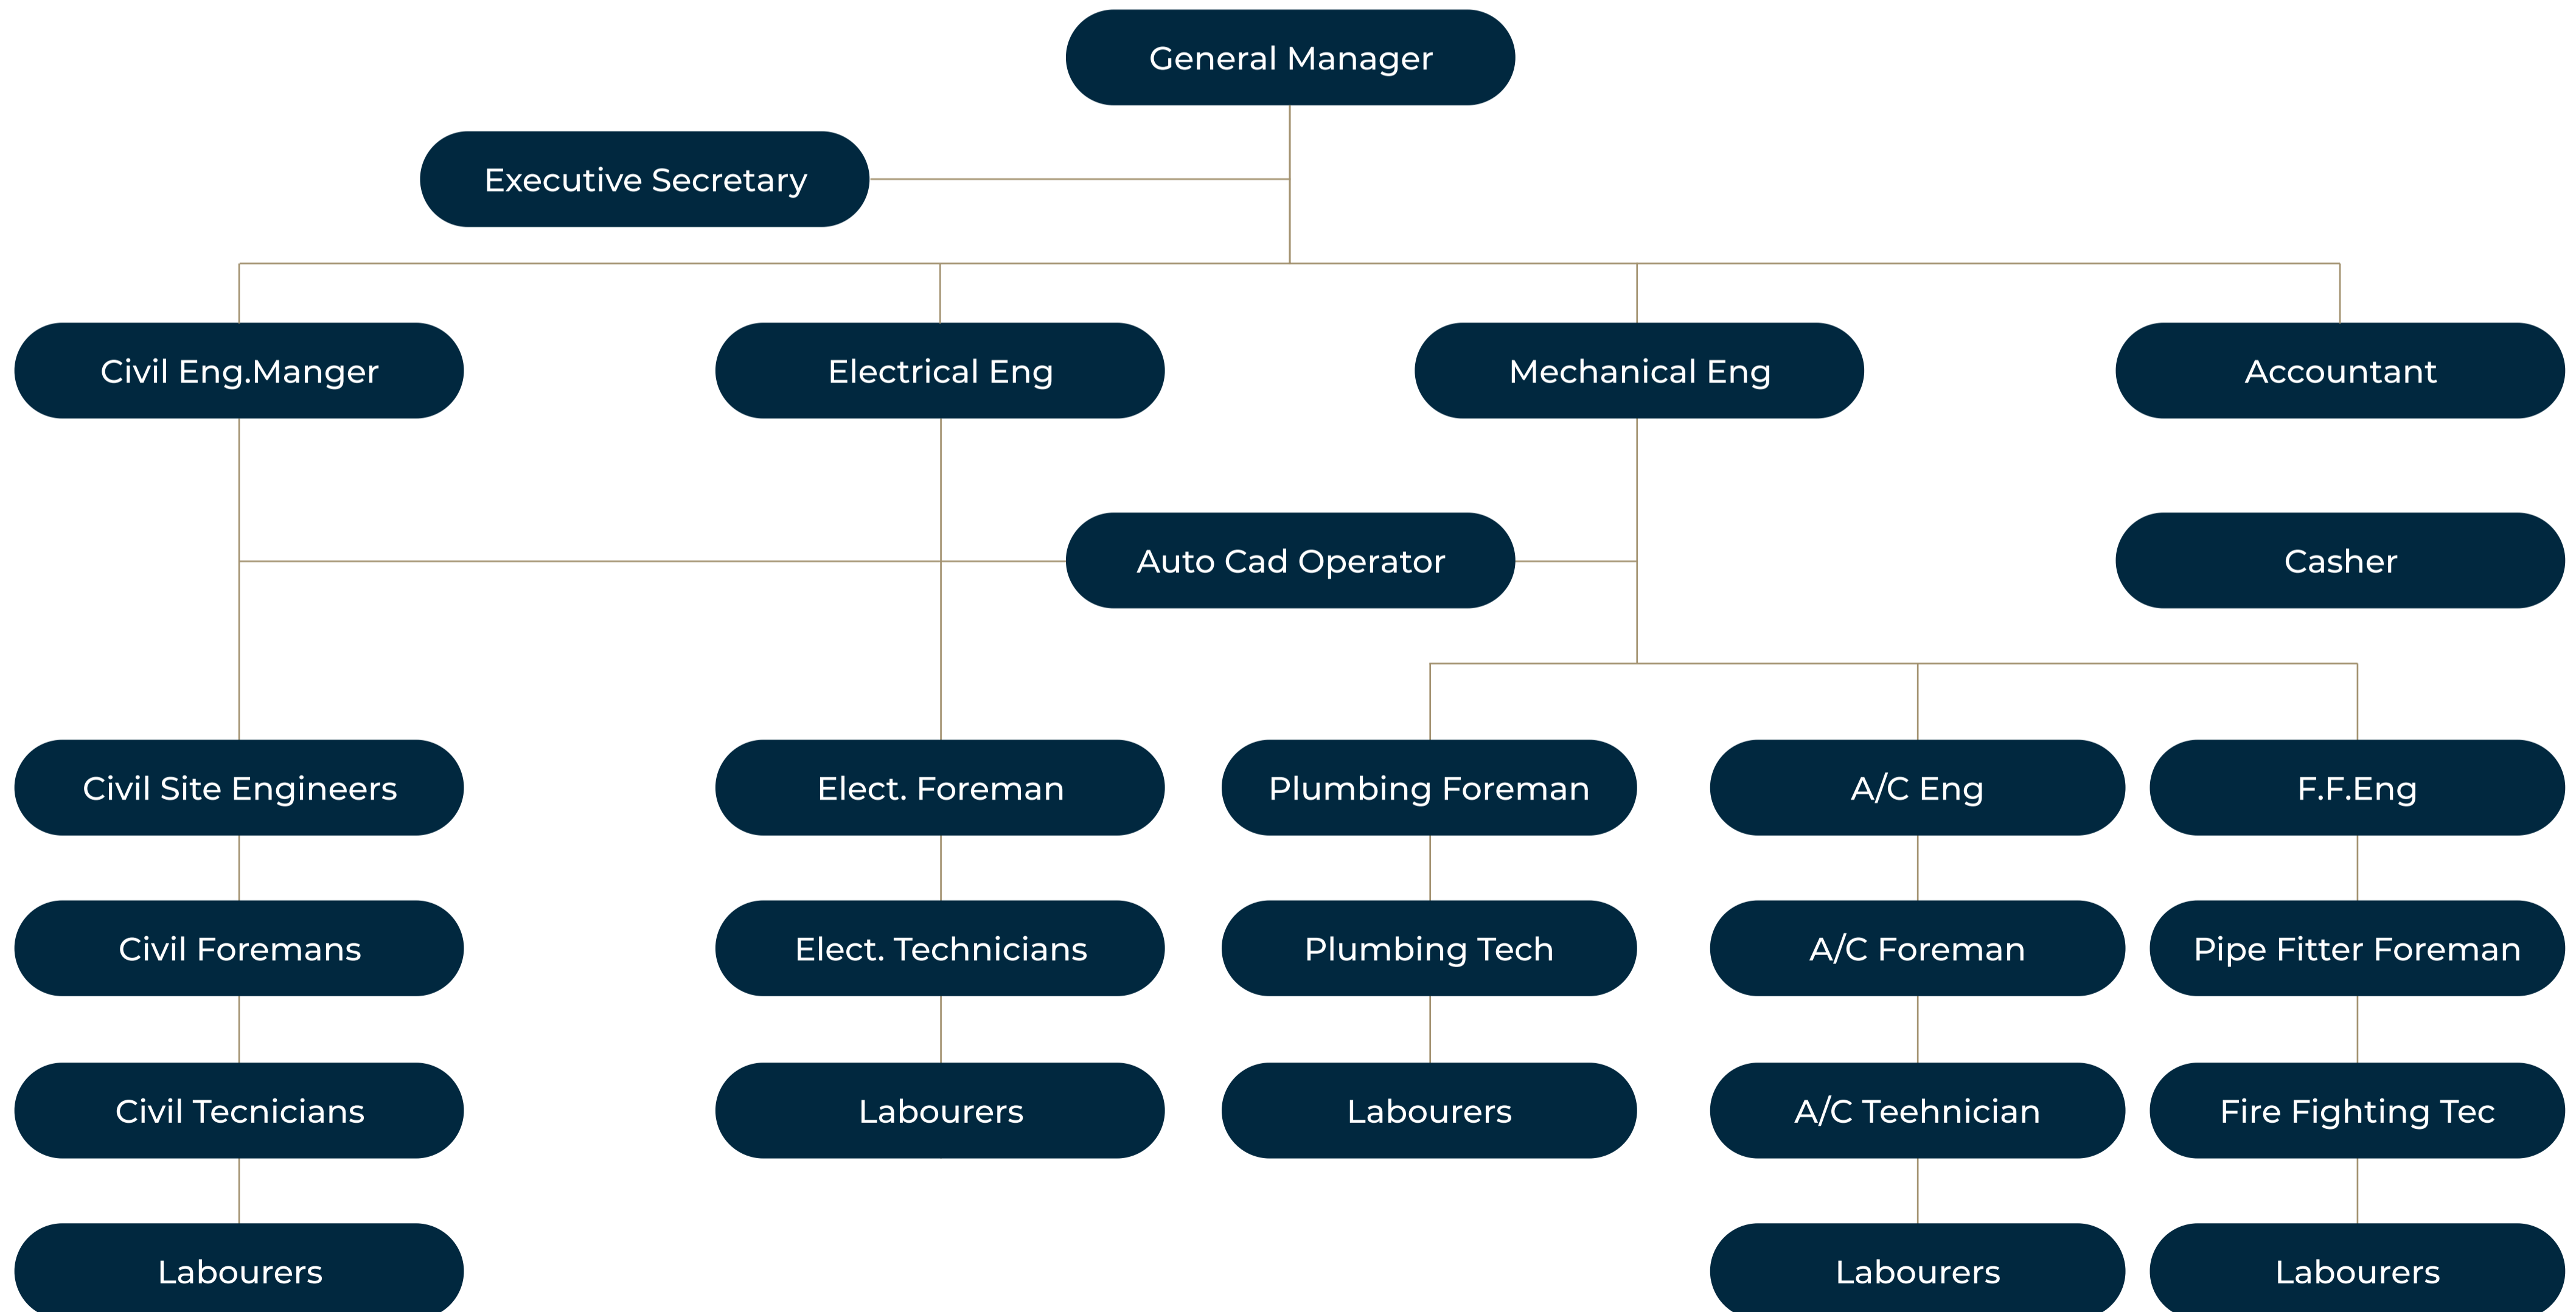 General Manager
Executive Secretary
Civil Eng.Manger
Electrical Eng
Mechanical Eng
Accountant
Auto Cad Operator
Casher
Civil Site Engineers
Elect. Foreman
Plumbing Foreman
A/C Eng
F.F.Eng
Civil Foremans
Elect. Technicians
Plumbing Tech
A/C Foreman
Pipe Fitter Foreman
Civil Tecnicians
Labourers
Labourers
A/C Teehnician
Fire Fighting Tec
Labourers
Labourers
Labourers